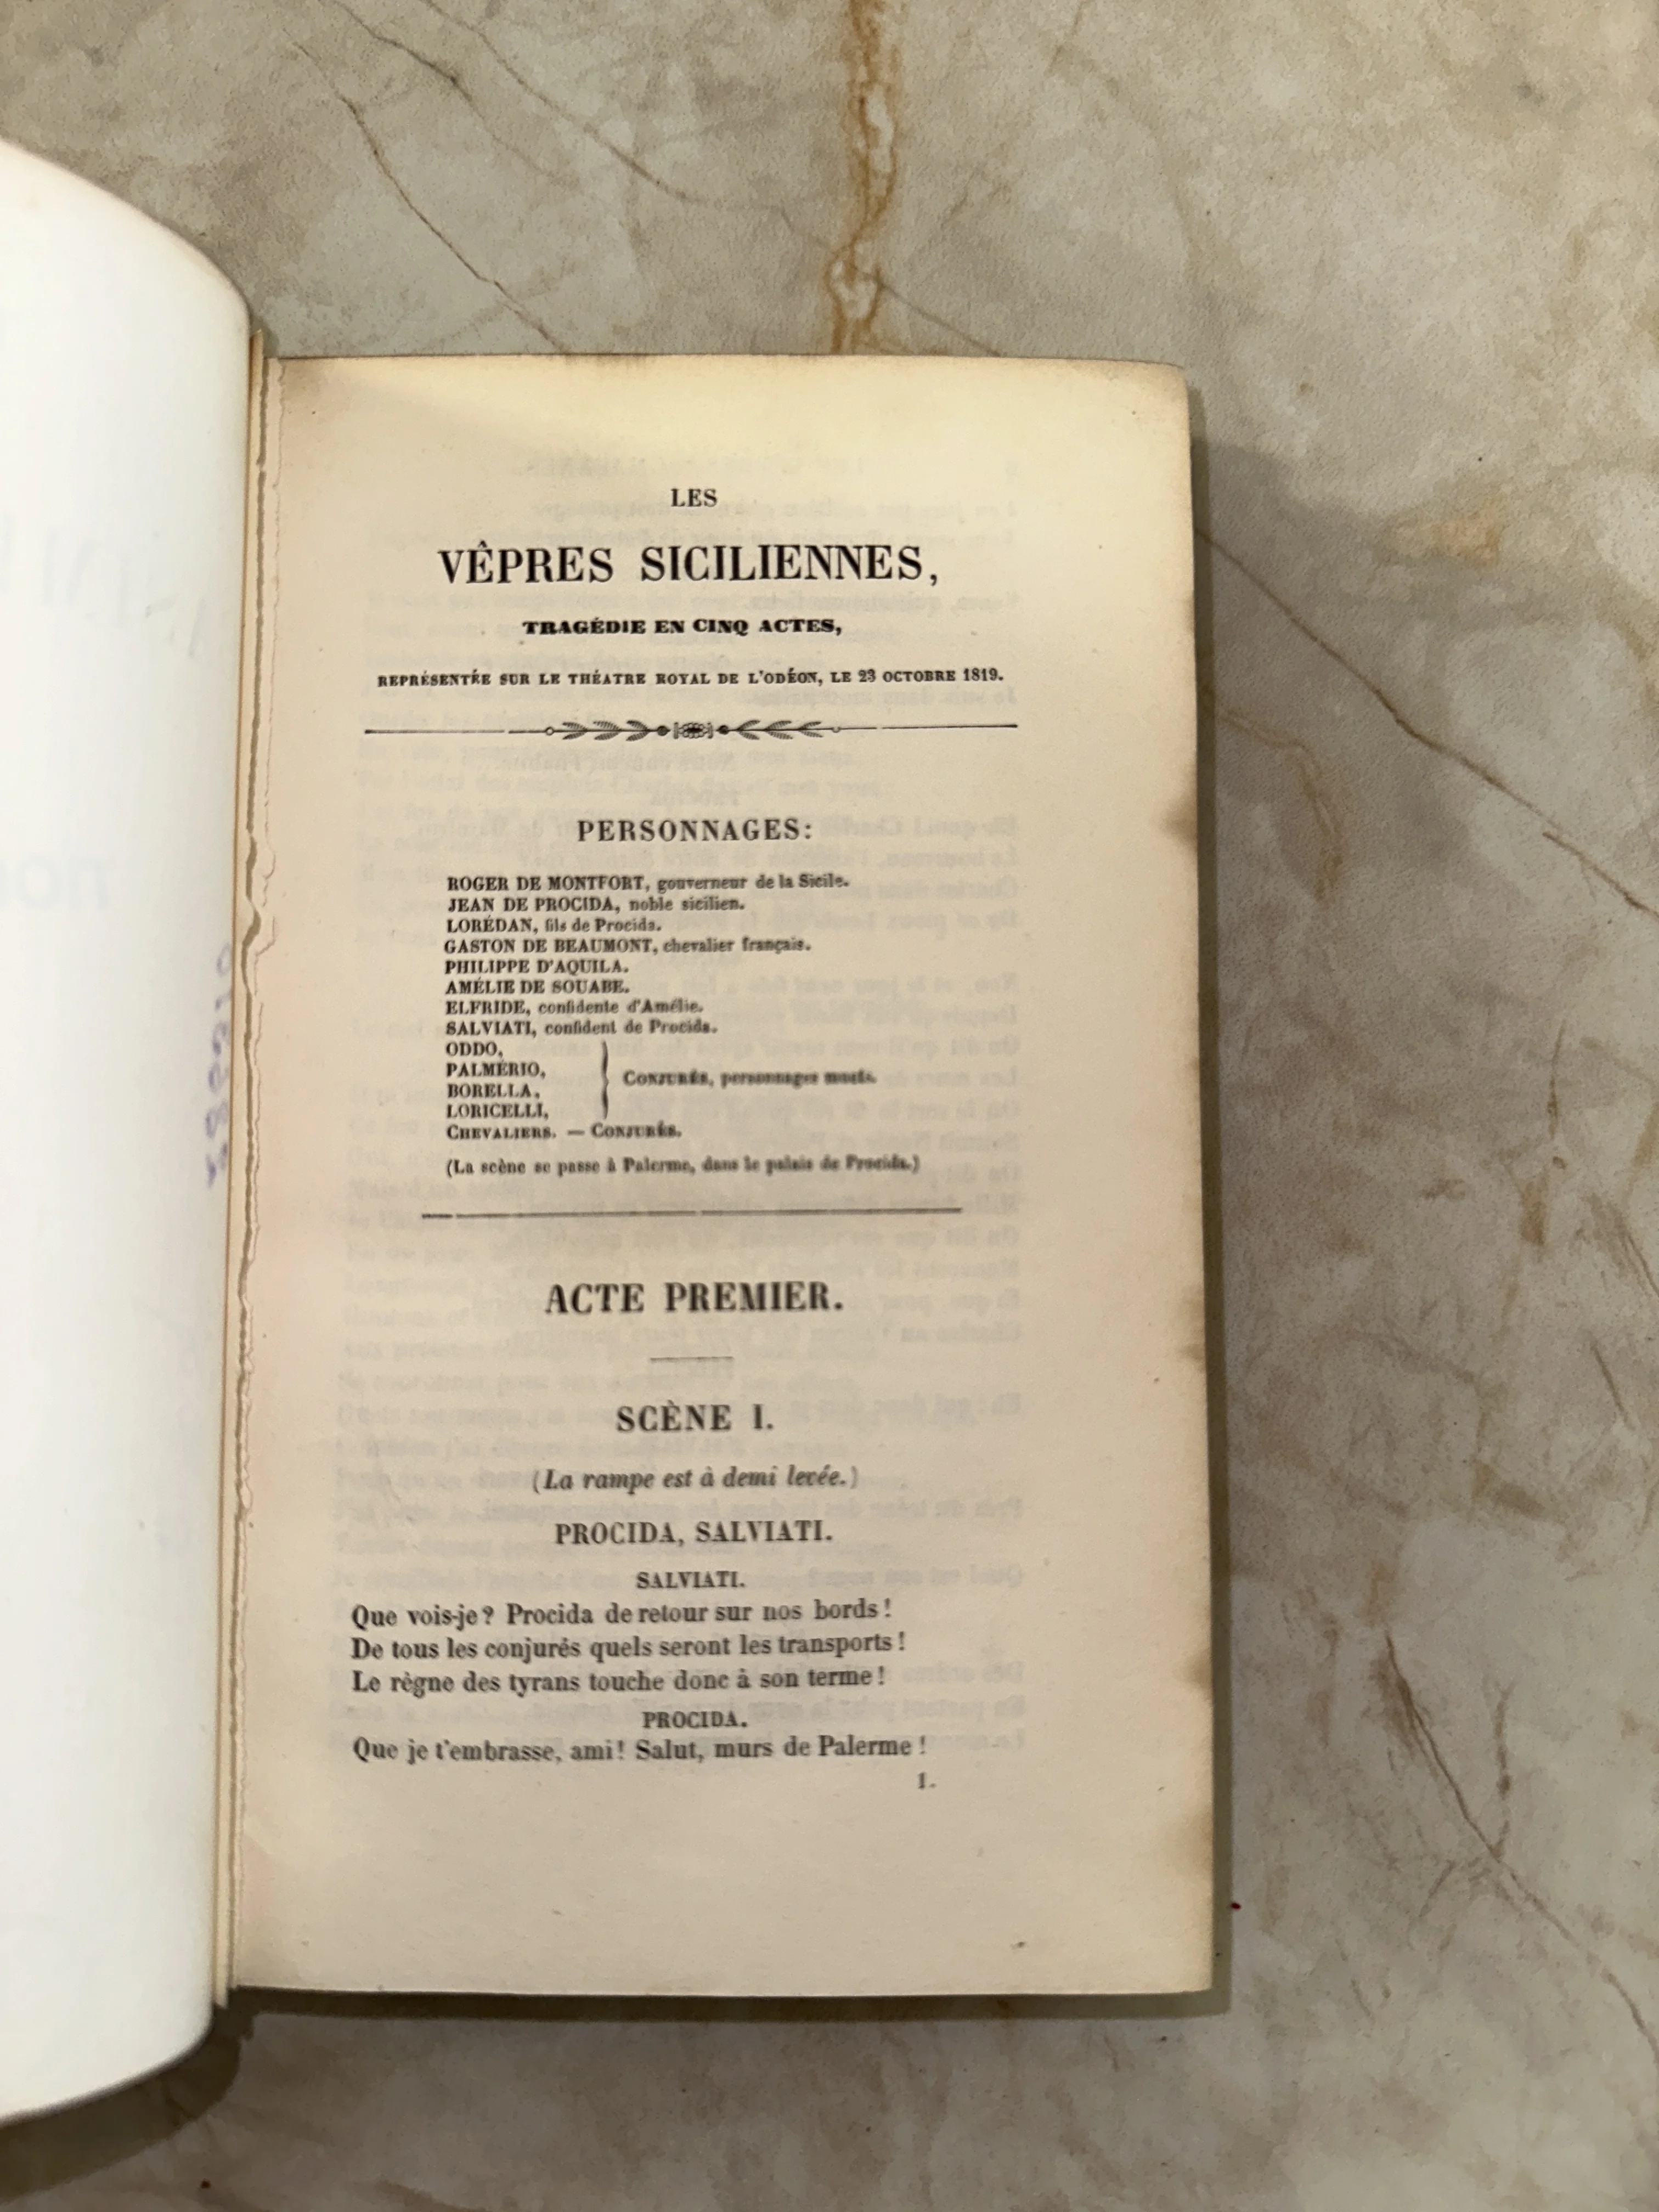 LES
VÊPRES SICILIENNES,
TRAGÉDIE EN CINQ ACTES,
REPRÉSENTÉE SUR LE THÉATRE ROYAL DE L'ODÉON, LE 23 OCTOBRE 1819.
PERSONNAGES:
ROGER DE MONTFORT, gouverneur de la Sicile.
JEAN DE PROCIDA, noble sicilien.
LORÉDAN, fils de Procida.
GASTON DE BEAUMONT, chevalier français.
PHILIPPE D'AQUILA.
AMÉLIE DE SOUABE.
ELFRIDE, confidente d'Amélie.
SALVIATI, confident de Procida.
ODDO,
PALMÉRIO,
BORELLA,
LORICELLI,
CONJURÉS, personnages muets.
CHEVALIERS. — CONJURÉS.
(La scène se passe à Palerme, dans le palais de Procida.)
ACTE PREMIER.
SCÈNE I.
(La rampe est à demi levée.)
PROCIDA, SALVIATI.
SALVIATI.
Que vois-je? Procida de retour sur nos bords!
De tous les conjurés quels seront les transports!
Le règne des tyrans touche donc à son terme!
PROCIDA.
Que je t'embrasse, ami! Salut, murs de Palerme!
1.